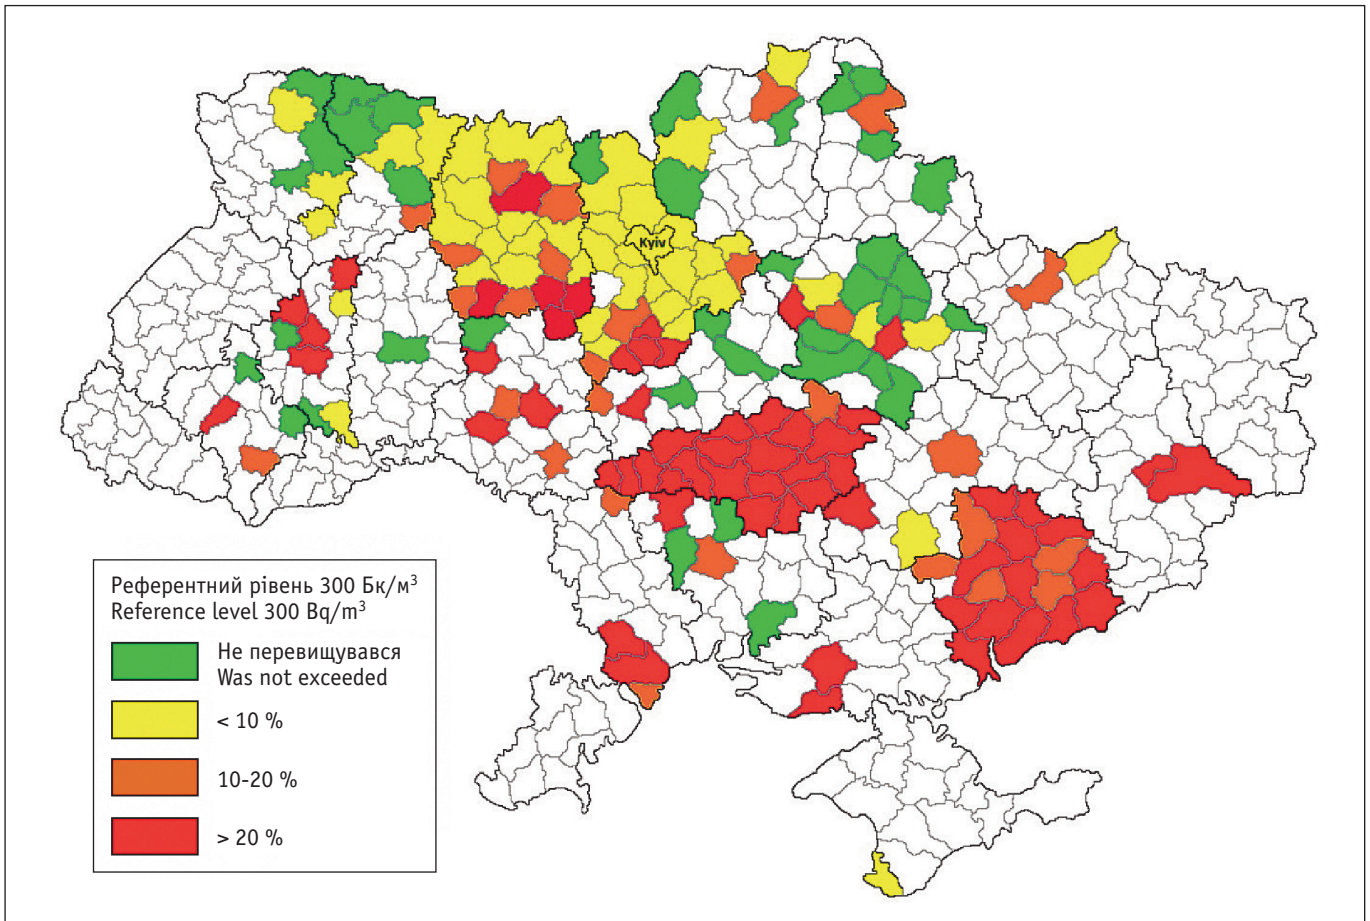 Kyiv
Референтний рівень 300 Бк/м³
Reference level 300 Bq/m³
Не перевищувався
Was not exceeded
< 10 %
10-20 %
> 20 %